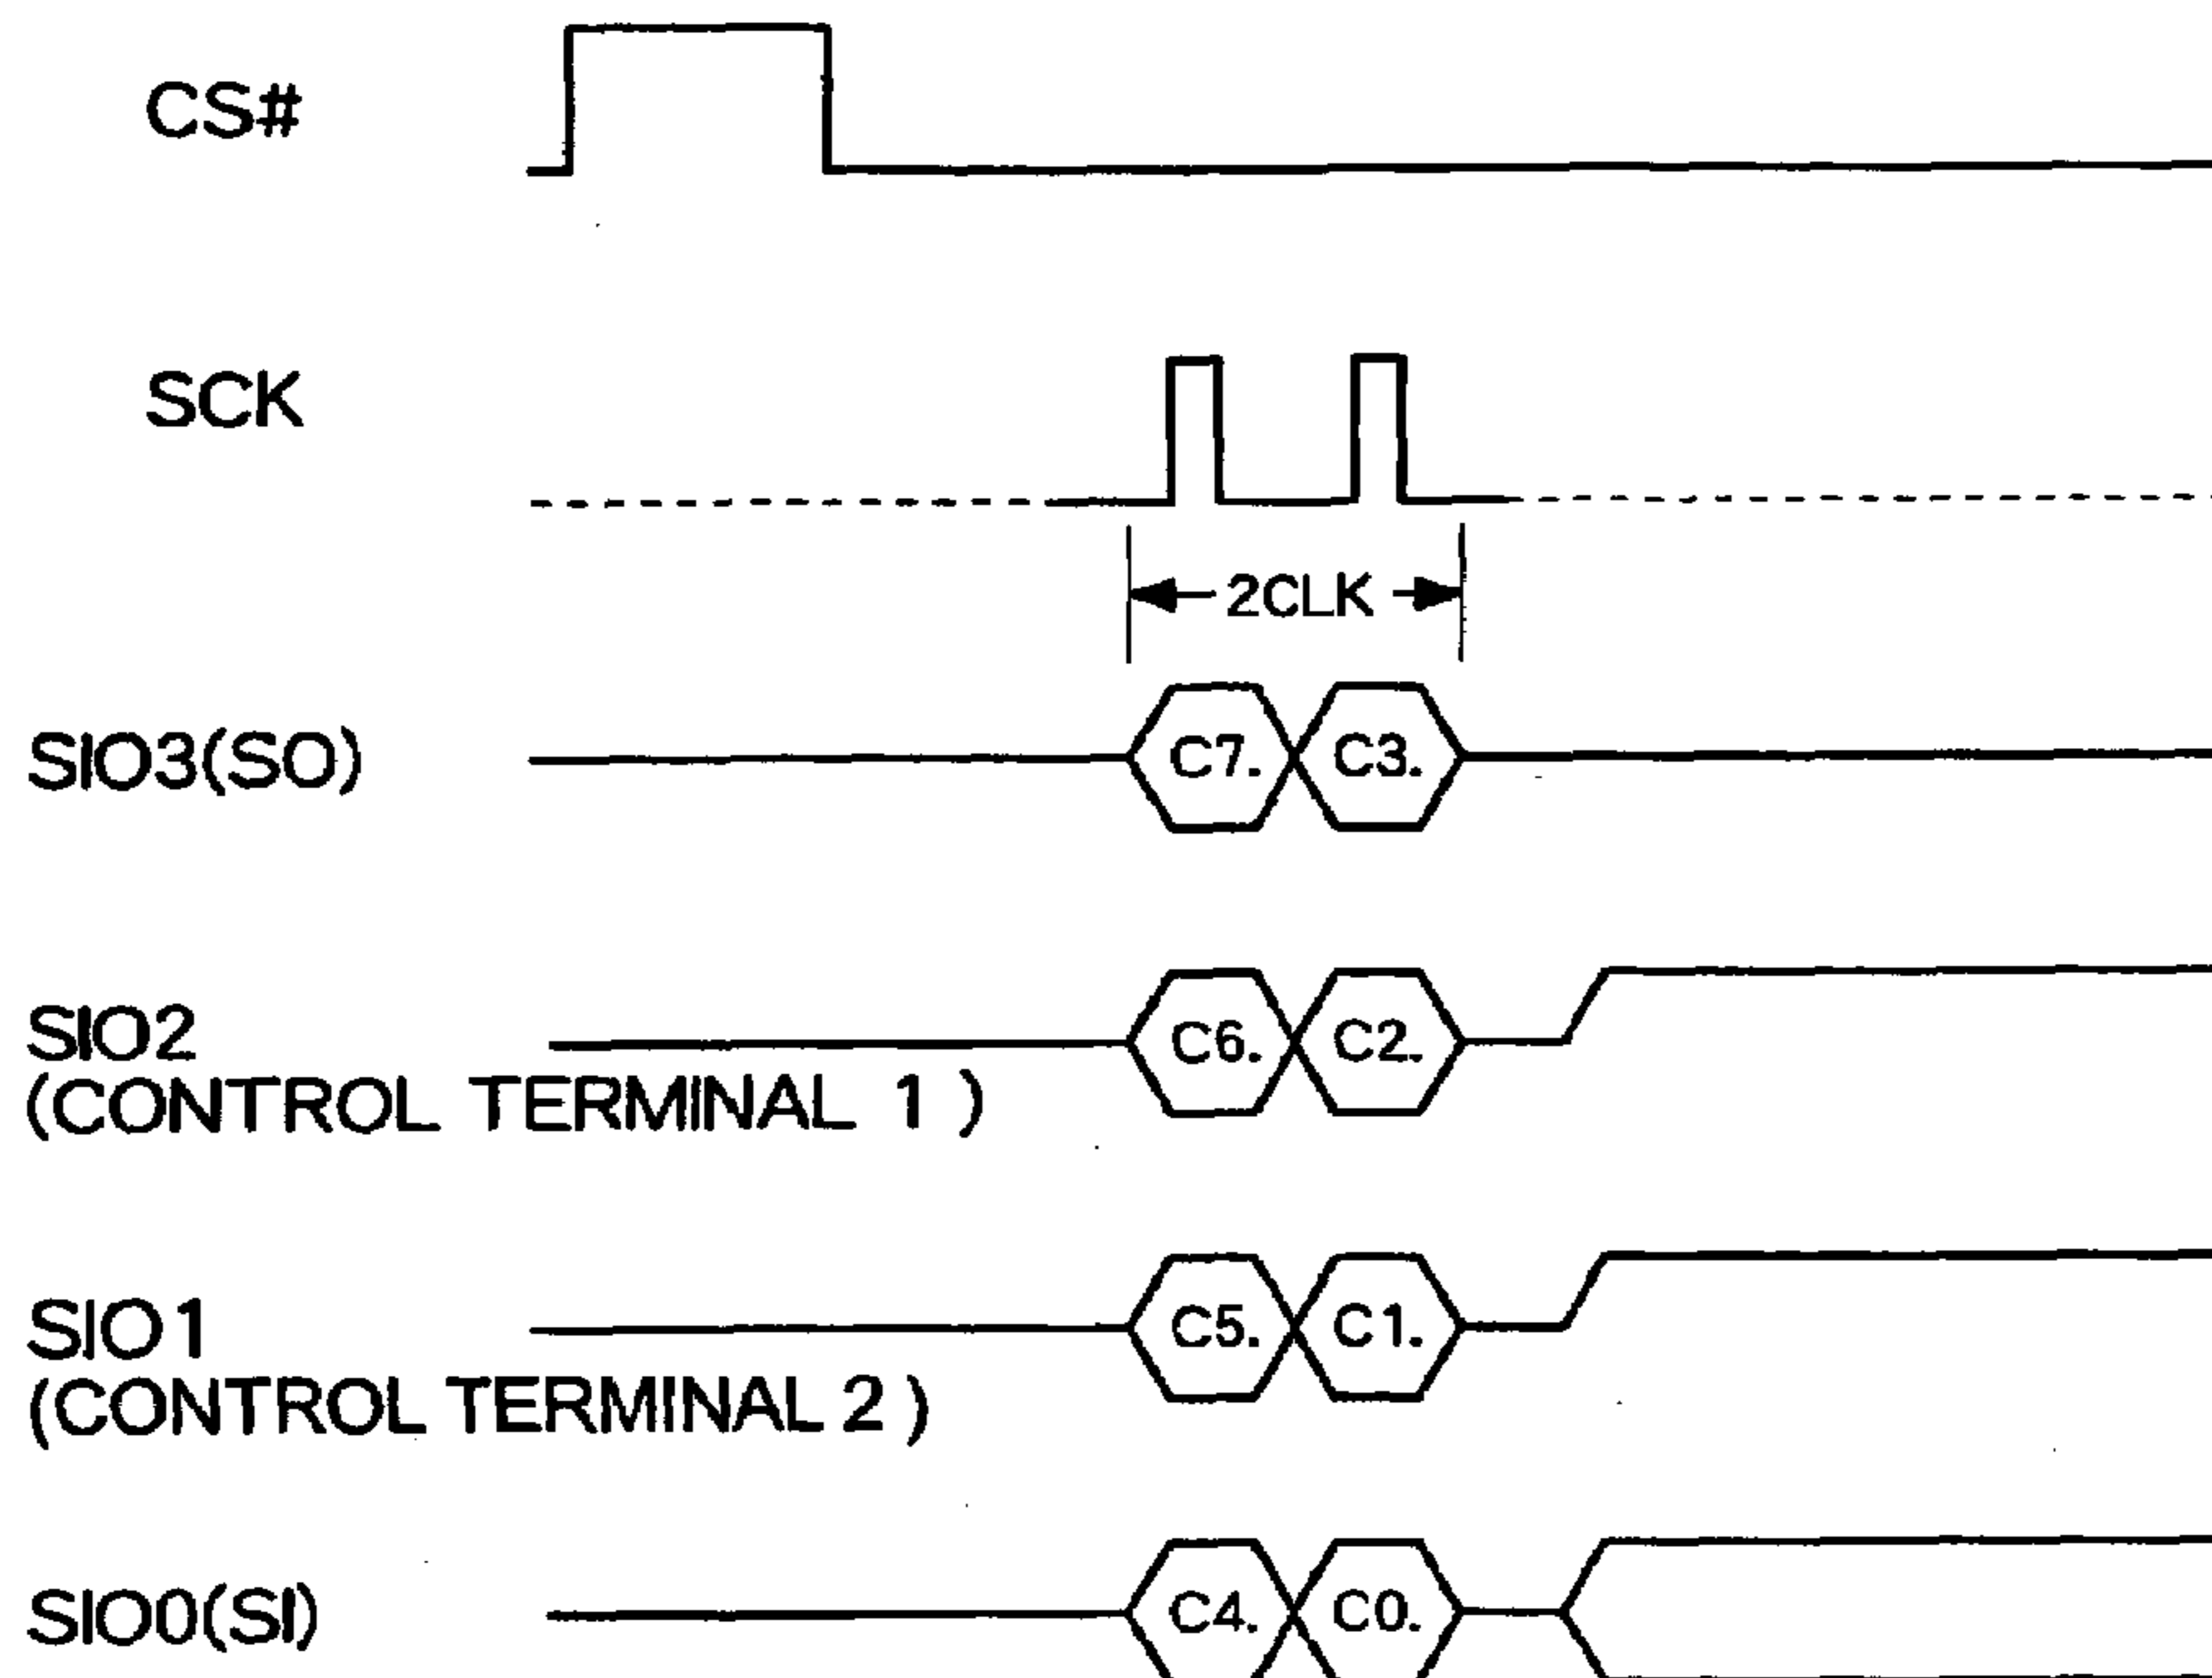 CS#
SCK
2CLK
SIO3(SO)
C7. C3.
SIO2
(CONTROL TERMINAL 1 )
C6. C2.
SIO1
(CONTROL TERMINAL 2 )
C5. C1.
SIO0(SI)
C4. C0.